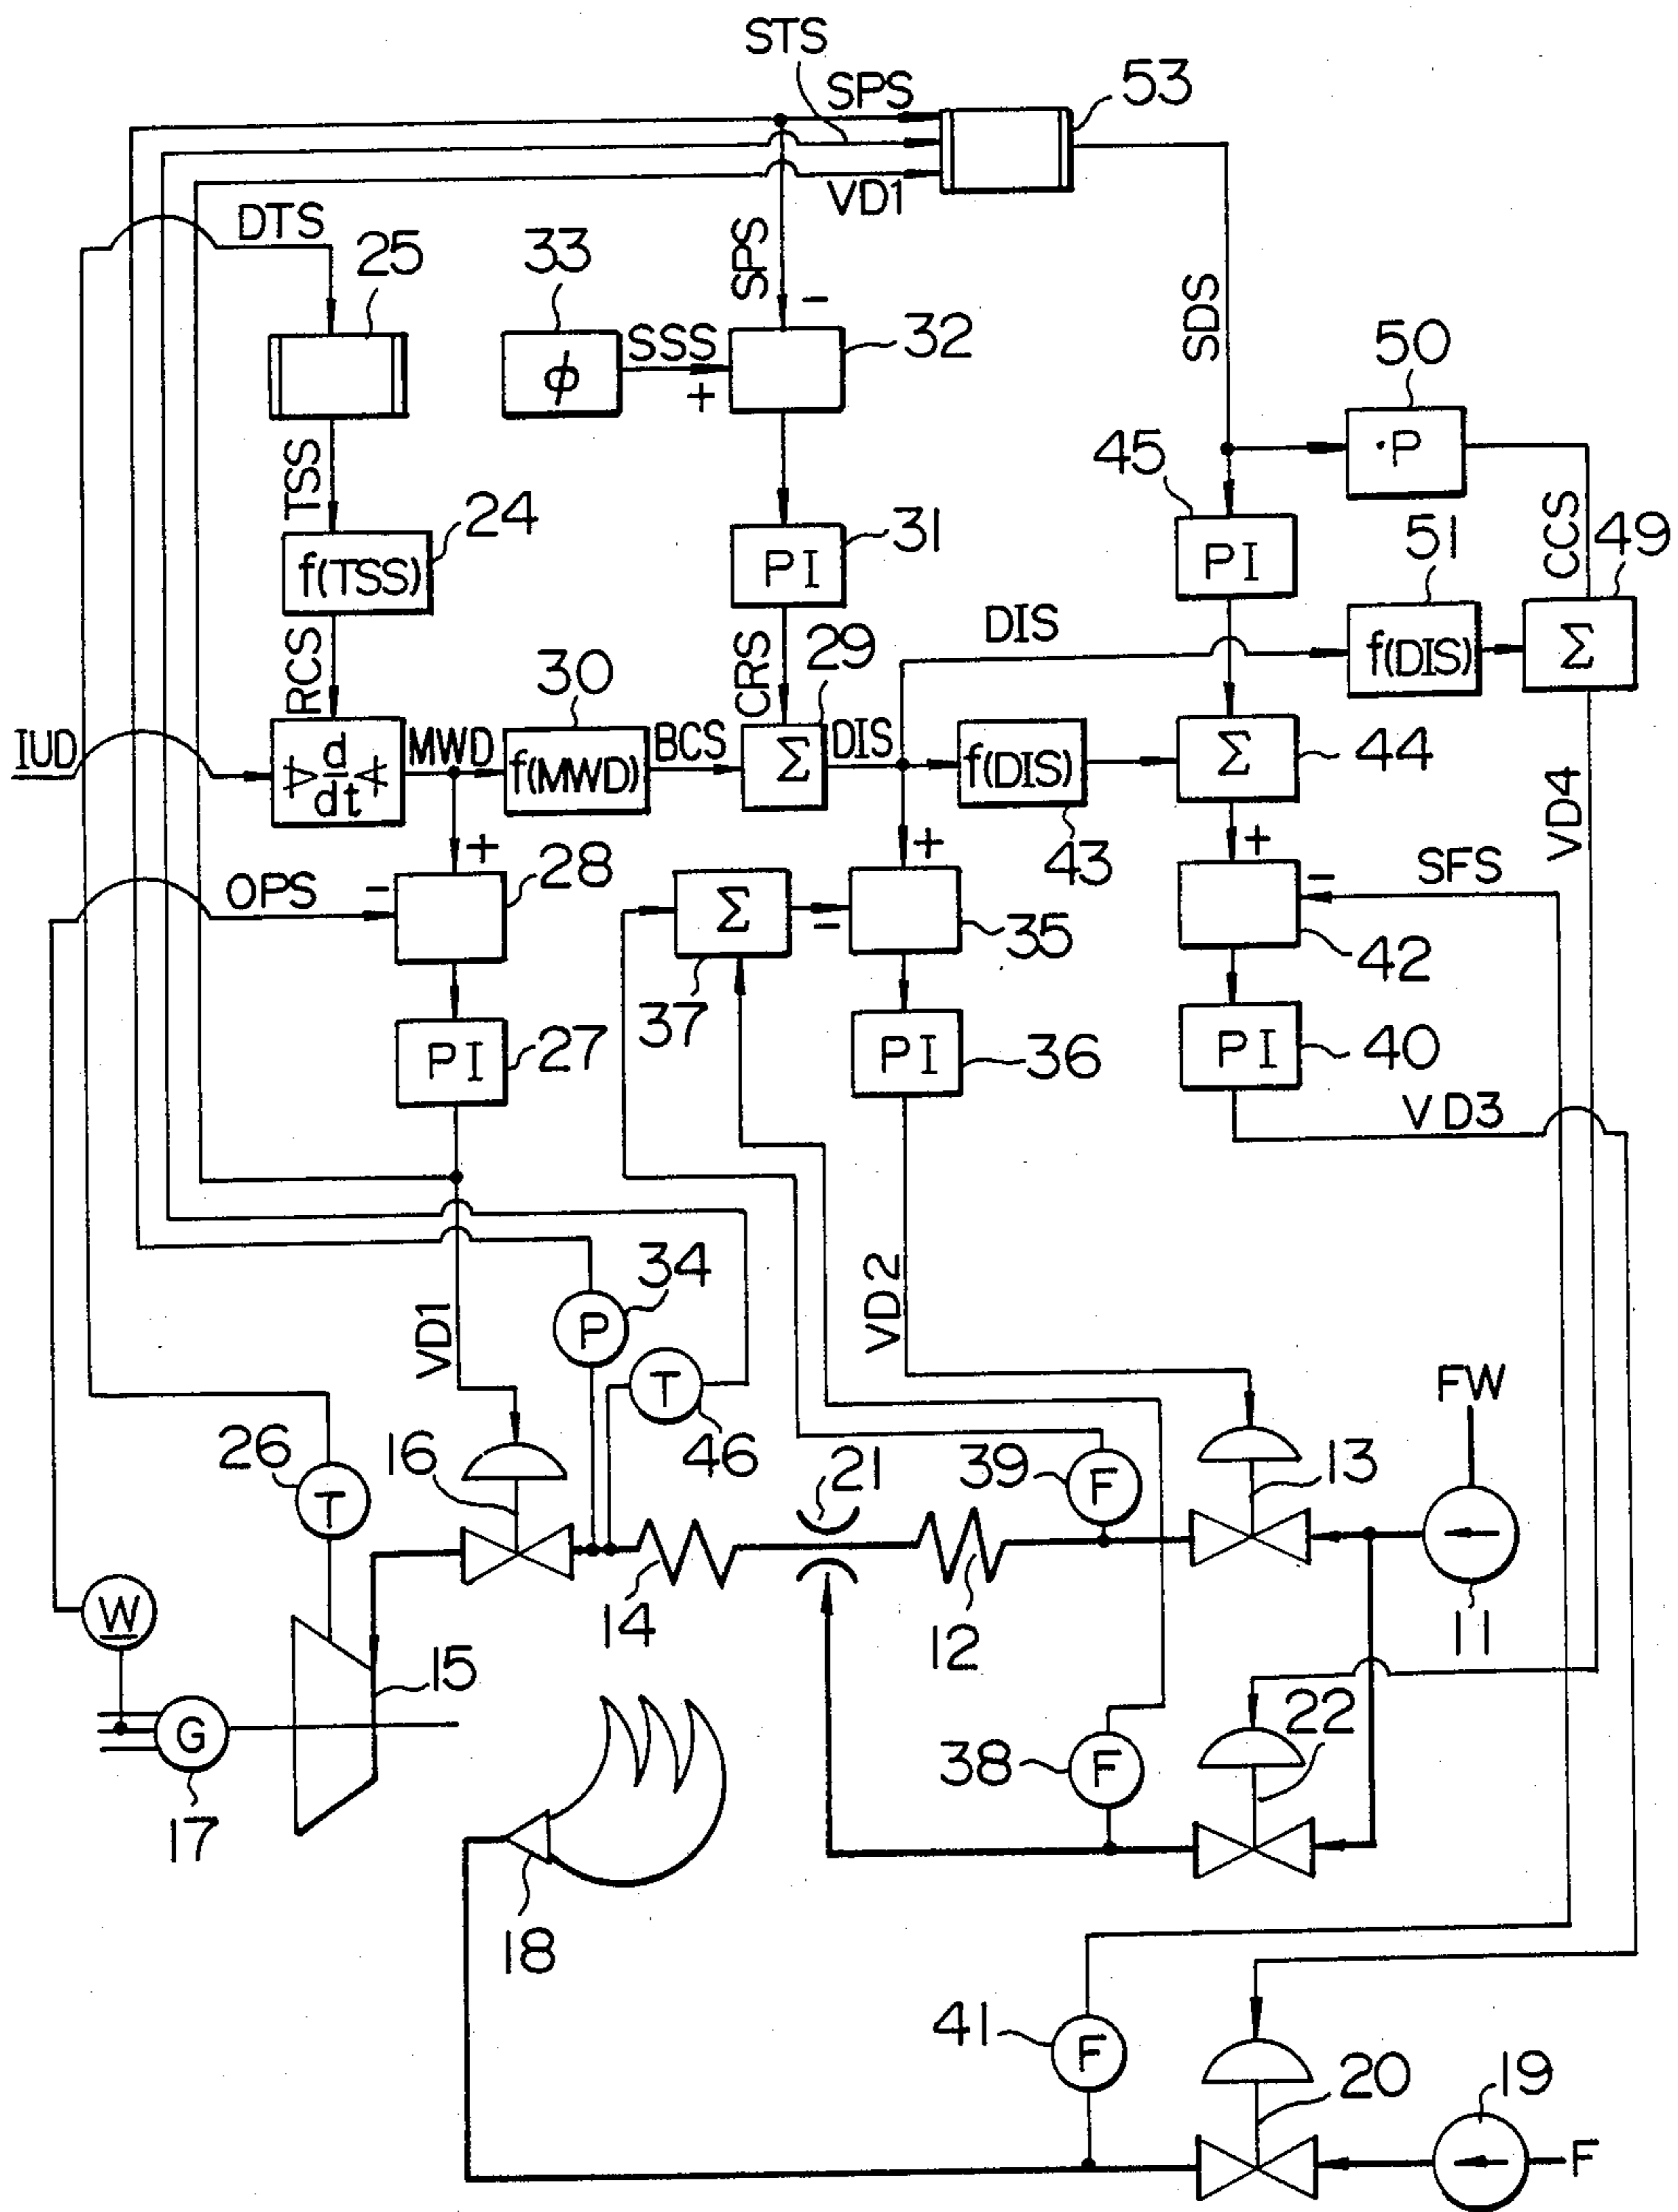 STS
SPS
53
VD1
DTS
25
33
SPS
-
32
φ
SSS
+
SDS
50
·P
TSS
24
f(TSS)
31
PI
45
PI
51
CCS
49
RCS
30
CRS
29
DIS
f(DIS)
Σ
IUD
d
dt
MWD
f(MWD)
BCS
Σ
DIS
f(DIS)
43
Σ
44
VD4
+
28
-
OPS
Σ
37
+
-
35
+
-
SFS
42
PI
27
PI
36
PI
40
VD3
VD1
34
P
T
46
VD2
FW
26
T
16
21
39
F
13
11
W
15
14
12
22
G
17
18
38
F
41
F
20
19
F